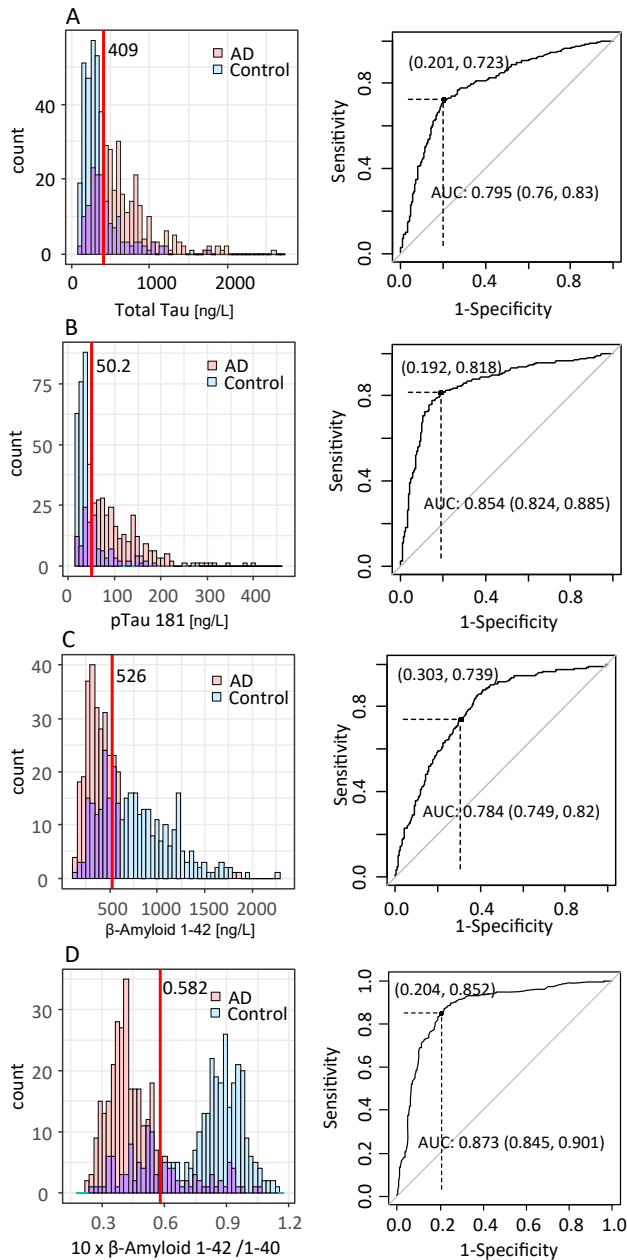 A
409
AD
Control
40
20
0
count
0
1000
2000
Total Tau [ng/L]
(0.201, 0.723)
AUC: 0.795 (0.76, 0.83)
0.8
0.4
0.0
Sensitivity
0.0
0.4
0.8
1-Specificity
B
50.2
AD
Control
75
50
25
0
count
0
100
200
300
400
pTau 181 [ng/L]
(0.192, 0.818)
AUC: 0.854 (0.824, 0.885)
0.8
0.4
0.0
Sensitivity
0.0
0.4
0.8
1-Specificity
C
526
AD
Control
40
30
20
10
0
count
500
1000
1500
2000
β-Amyloid 1-42 [ng/L]
(0.303, 0.739)
AUC: 0.784 (0.749, 0.82)
0.8
0.4
0.0
Sensitivity
0.0
0.4
0.8
1-Specificity
D
0.582
AD
Control
30
20
10
0
count
0.3
0.6
0.9
1.2
10 x β-Amyloid 1-42 /1-40
(0.204, 0.852)
AUC: 0.873 (0.845, 0.901)
1.0
0.8
0.6
0.4
0.2
0.0
Sensitivity
0.0
0.2
0.4
0.6
0.8
1.0
1-Specificity